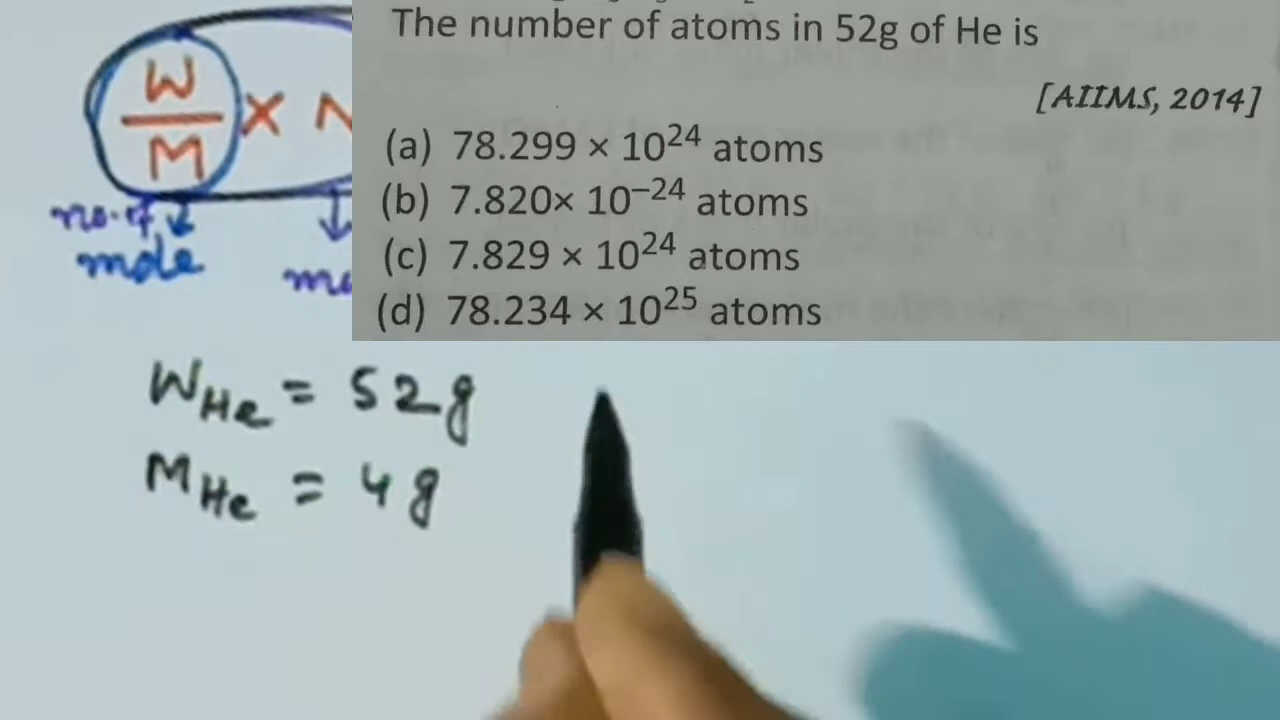 The number of atoms in 52g of He is
[AIIMS, 2014]
(a) 78.299 × 10²⁴ atoms
(b) 7.820× 10⁻²⁴ atoms
(c) 7.829 × 10²⁴ atoms
(d) 78.234 × 10²⁵ atoms
W
M
×
no. of
mole
W_He = 52g
M_He = 4g